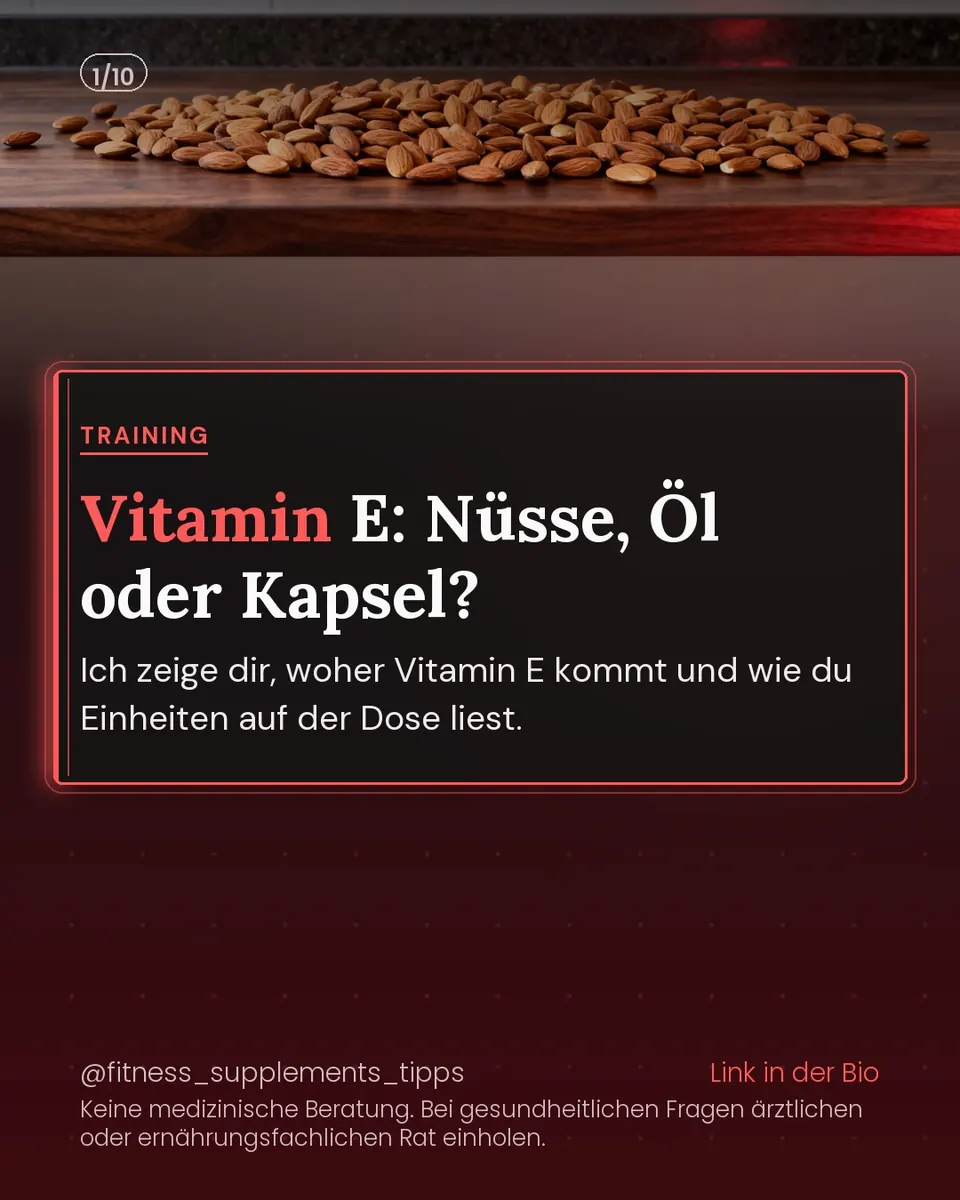 1/10
TRAINING
Vitamin E: Nüsse, Öl
oder Kapsel?
Ich zeige dir, woher Vitamin E kommt und wie du
Einheiten auf der Dose liest.
@fitness_supplements_tipps
Link in der Bio
Keine medizinische Beratung. Bei gesundheitlichen Fragen ärztlichen
oder ernährungsfachlichen Rat einholen.